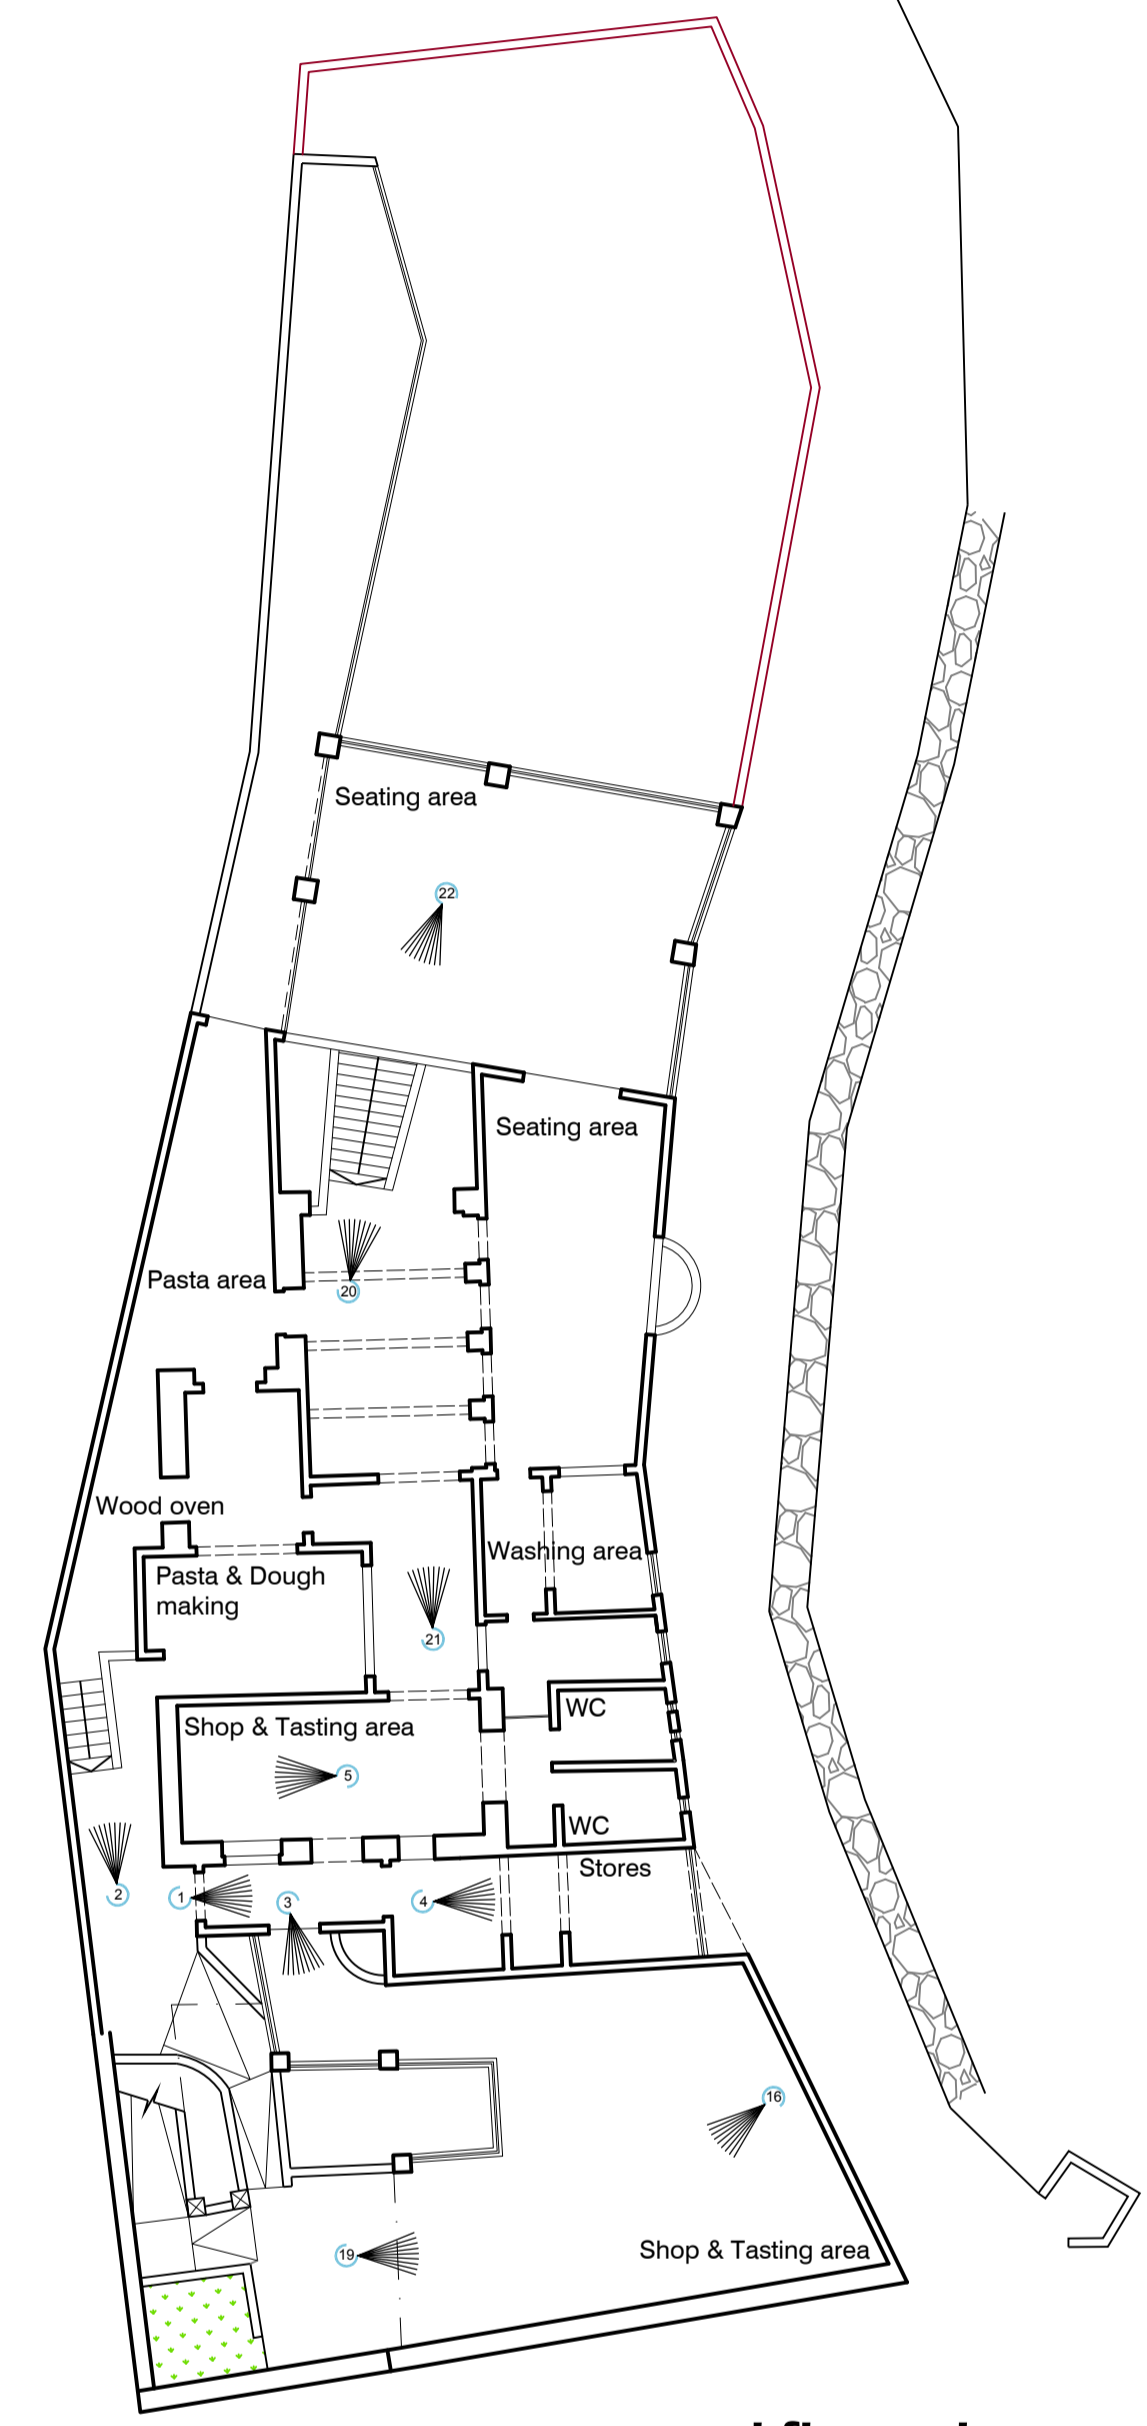 Seating area
22
Seating area
Pasta area
20
Wood oven
Washing area
Pasta & Dough
making
21
WC
Shop & Tasting area
5
WC
Stores
2
1
3
4
16
19
Shop & Tasting area